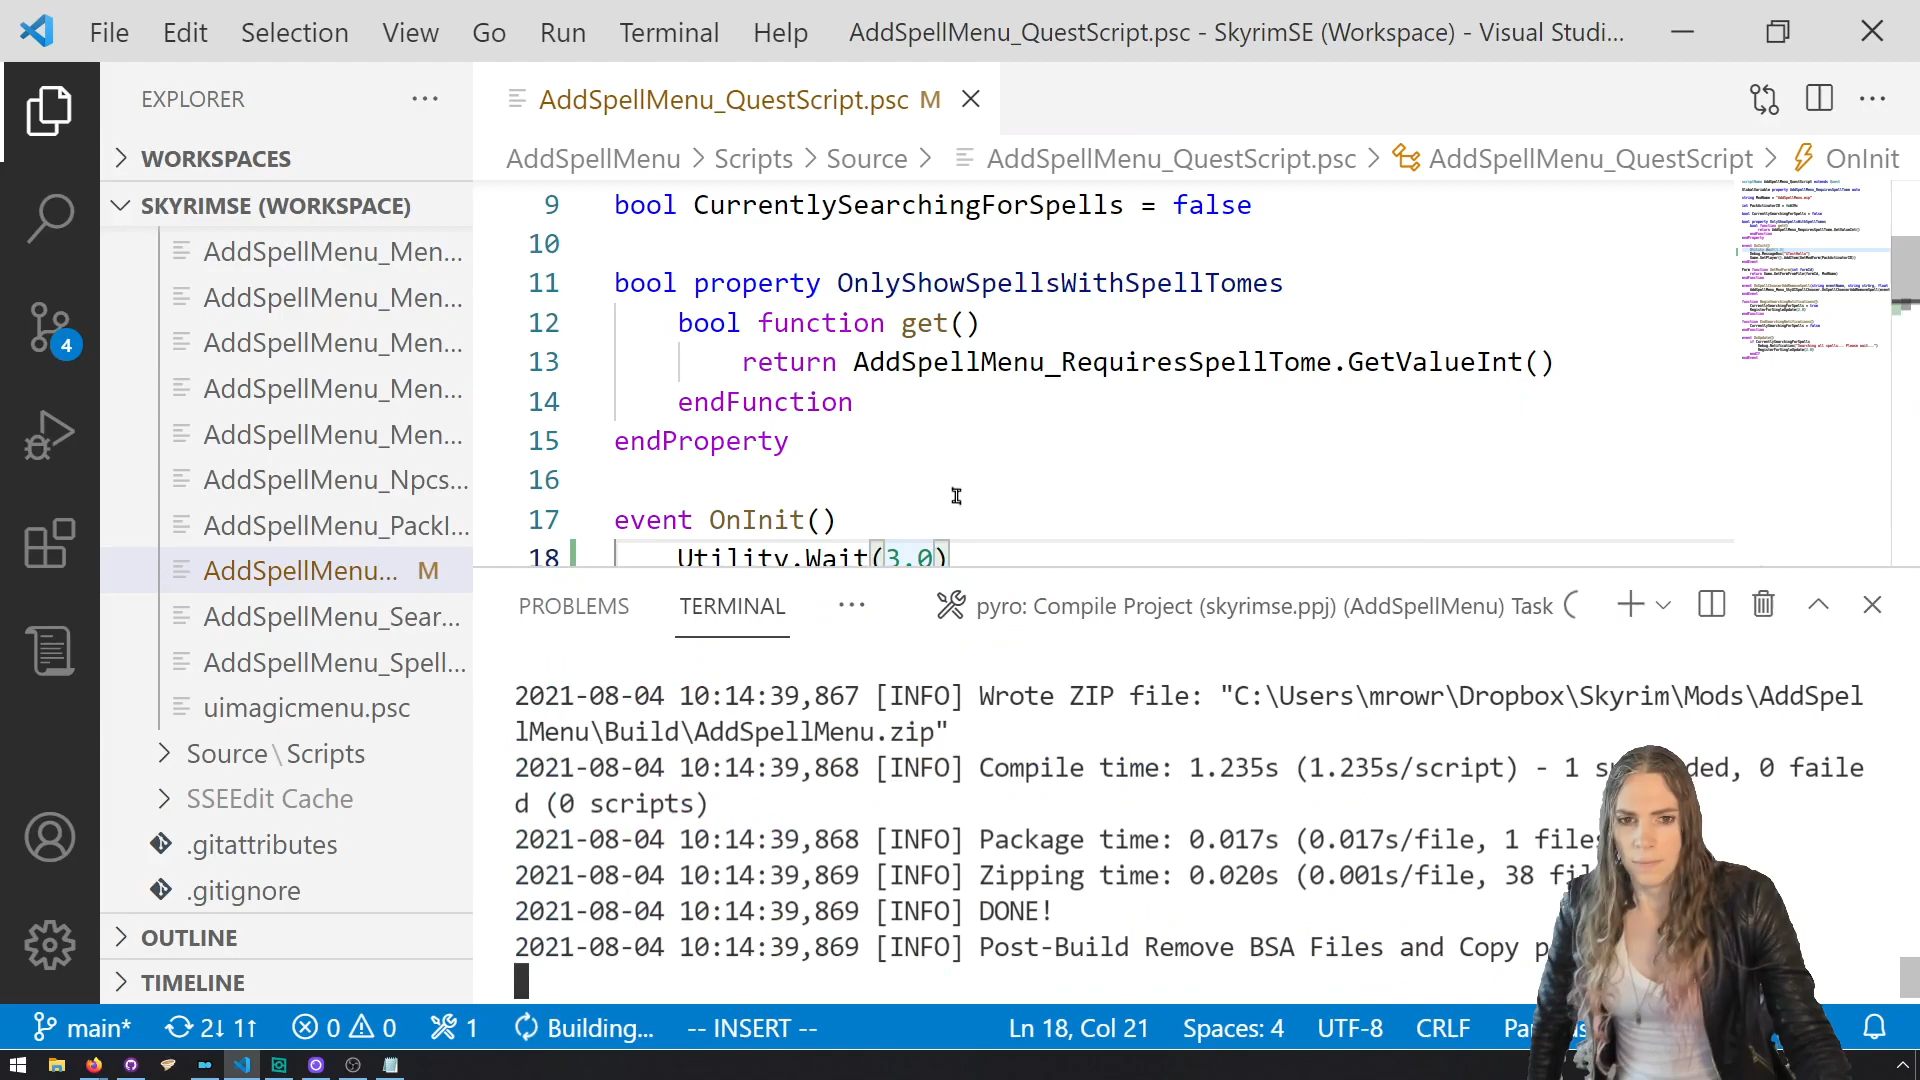 File Edit Selection View Go Run Terminal Help AddSpellMenu_QuestScript.psc - SkyrimSE (Workspace) - Visual Studi...
EXPLORER
AddSpellMenu_QuestScript.psc M
WORKSPACES
AddSpellMenu > Scripts > Source > AddSpellMenu_QuestScript.psc > AddSpellMenu_QuestScript > OnInit
SKYRIMSE (WORKSPACE)
AddSpellMenu_Men...
AddSpellMenu_Men...
AddSpellMenu_Men...
AddSpellMenu_Men...
AddSpellMenu_Men...
AddSpellMenu_Npcs...
AddSpellMenu_PackI...
AddSpellMenu... M
AddSpellMenu_Sear...
AddSpellMenu_Spell...
uimagicmenu.psc
Source\Scripts
SSEEdit Cache
.gitattributes
.gitignore
OUTLINE
TIMELINE
4
9 bool CurrentlySearchingForSpells = false
10
11 bool property OnlyShowSpellsWithSpellTomes
12 bool function get()
13 return AddSpellMenu_RequiresSpellTome.GetValueInt()
14 endFunction
15 endProperty
16
17 event OnInit()
18 Utility.Wait(3.0)
PROBLEMS TERMINAL ... pyro: Compile Project (skyrimse.ppj) (AddSpellMenu) Task
2021-08-04 10:14:39,867 [INFO] Wrote ZIP file: "C:\Users\mrowr\Dropbox\Skyrim\Mods\AddSpel
lMenu\Build\AddSpellMenu.zip"
2021-08-04 10:14:39,868 [INFO] Compile time: 1.235s (1.235s/script) - 1 ded, 0 faile
d (0 scripts)
2021-08-04 10:14:39,868 [INFO] Package time: 0.017s (0.017s/file, 1 file
2021-08-04 10:14:39,869 [INFO] Zipping time: 0.020s (0.001s/file, 38 fi
2021-08-04 10:14:39,869 [INFO] DONE!
2021-08-04 10:14:39,869 [INFO] Post-Build Remove BSA Files and Copy p
main* 2↓ 1↑ 0 0 1 Building... -- INSERT -- Ln 18, Col 21 Spaces: 4 UTF-8 CRLF